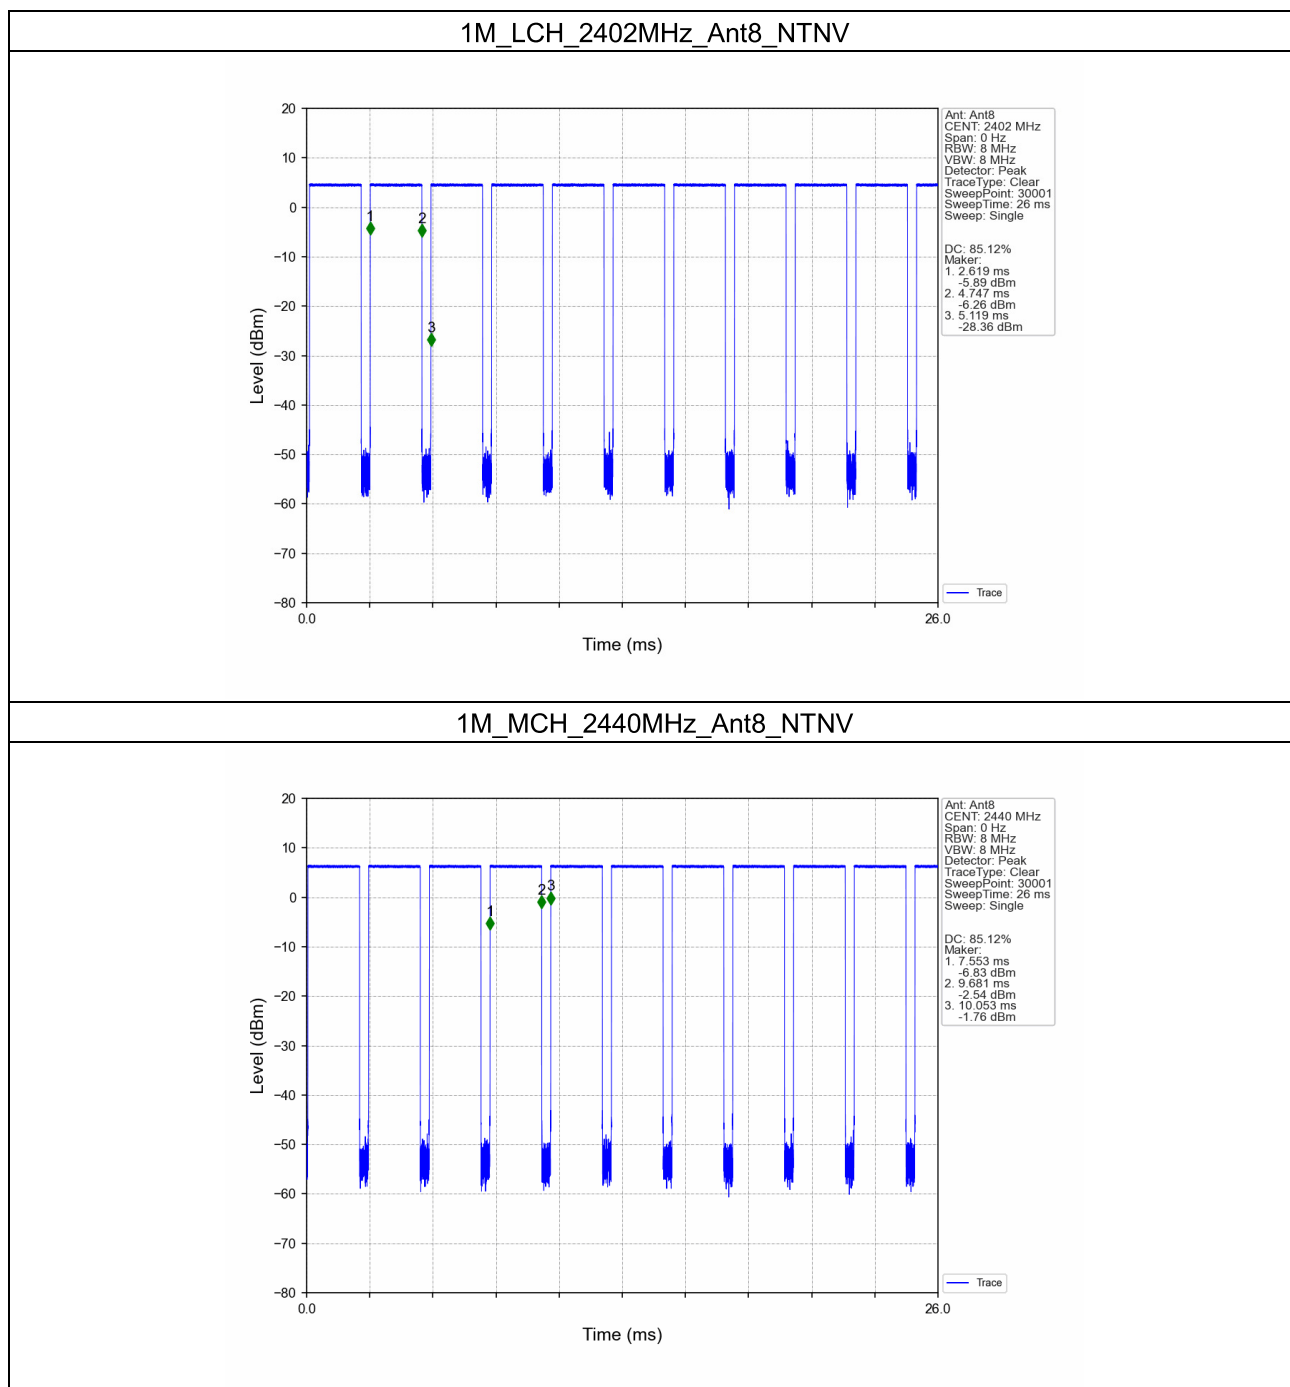 1M_LCH_2402MHz_Ant8_NTNV
20
10
0
−10
−20
−30
−40
−50
−60
−70
−80
Level (dBm)
0.0
26.0
Time (ms)
1
2
3
Ant: Ant8
CENT: 2402 MHz
Span: 0 Hz
RBW: 8 MHz
VBW: 8 MHz
Detector: Peak
TraceType: Clear
SweepPoint: 30001
SweepTime: 26 ms
Sweep: Single
DC: 85.12%
Maker:
1. 2.619 ms
-5.89 dBm
2. 4.747 ms
-6.26 dBm
3. 5.119 ms
-28.36 dBm
Trace
1M_MCH_2440MHz_Ant8_NTNV
20
10
0
−10
−20
−30
−40
−50
−60
−70
−80
Level (dBm)
0.0
26.0
Time (ms)
1
2
3
Ant: Ant8
CENT: 2440 MHz
Span: 0 Hz
RBW: 8 MHz
VBW: 8 MHz
Detector: Peak
TraceType: Clear
SweepPoint: 30001
SweepTime: 26 ms
Sweep: Single
DC: 85.12%
Maker:
1. 7.553 ms
-6.83 dBm
2. 9.681 ms
-2.54 dBm
3. 10.053 ms
-1.76 dBm
Trace